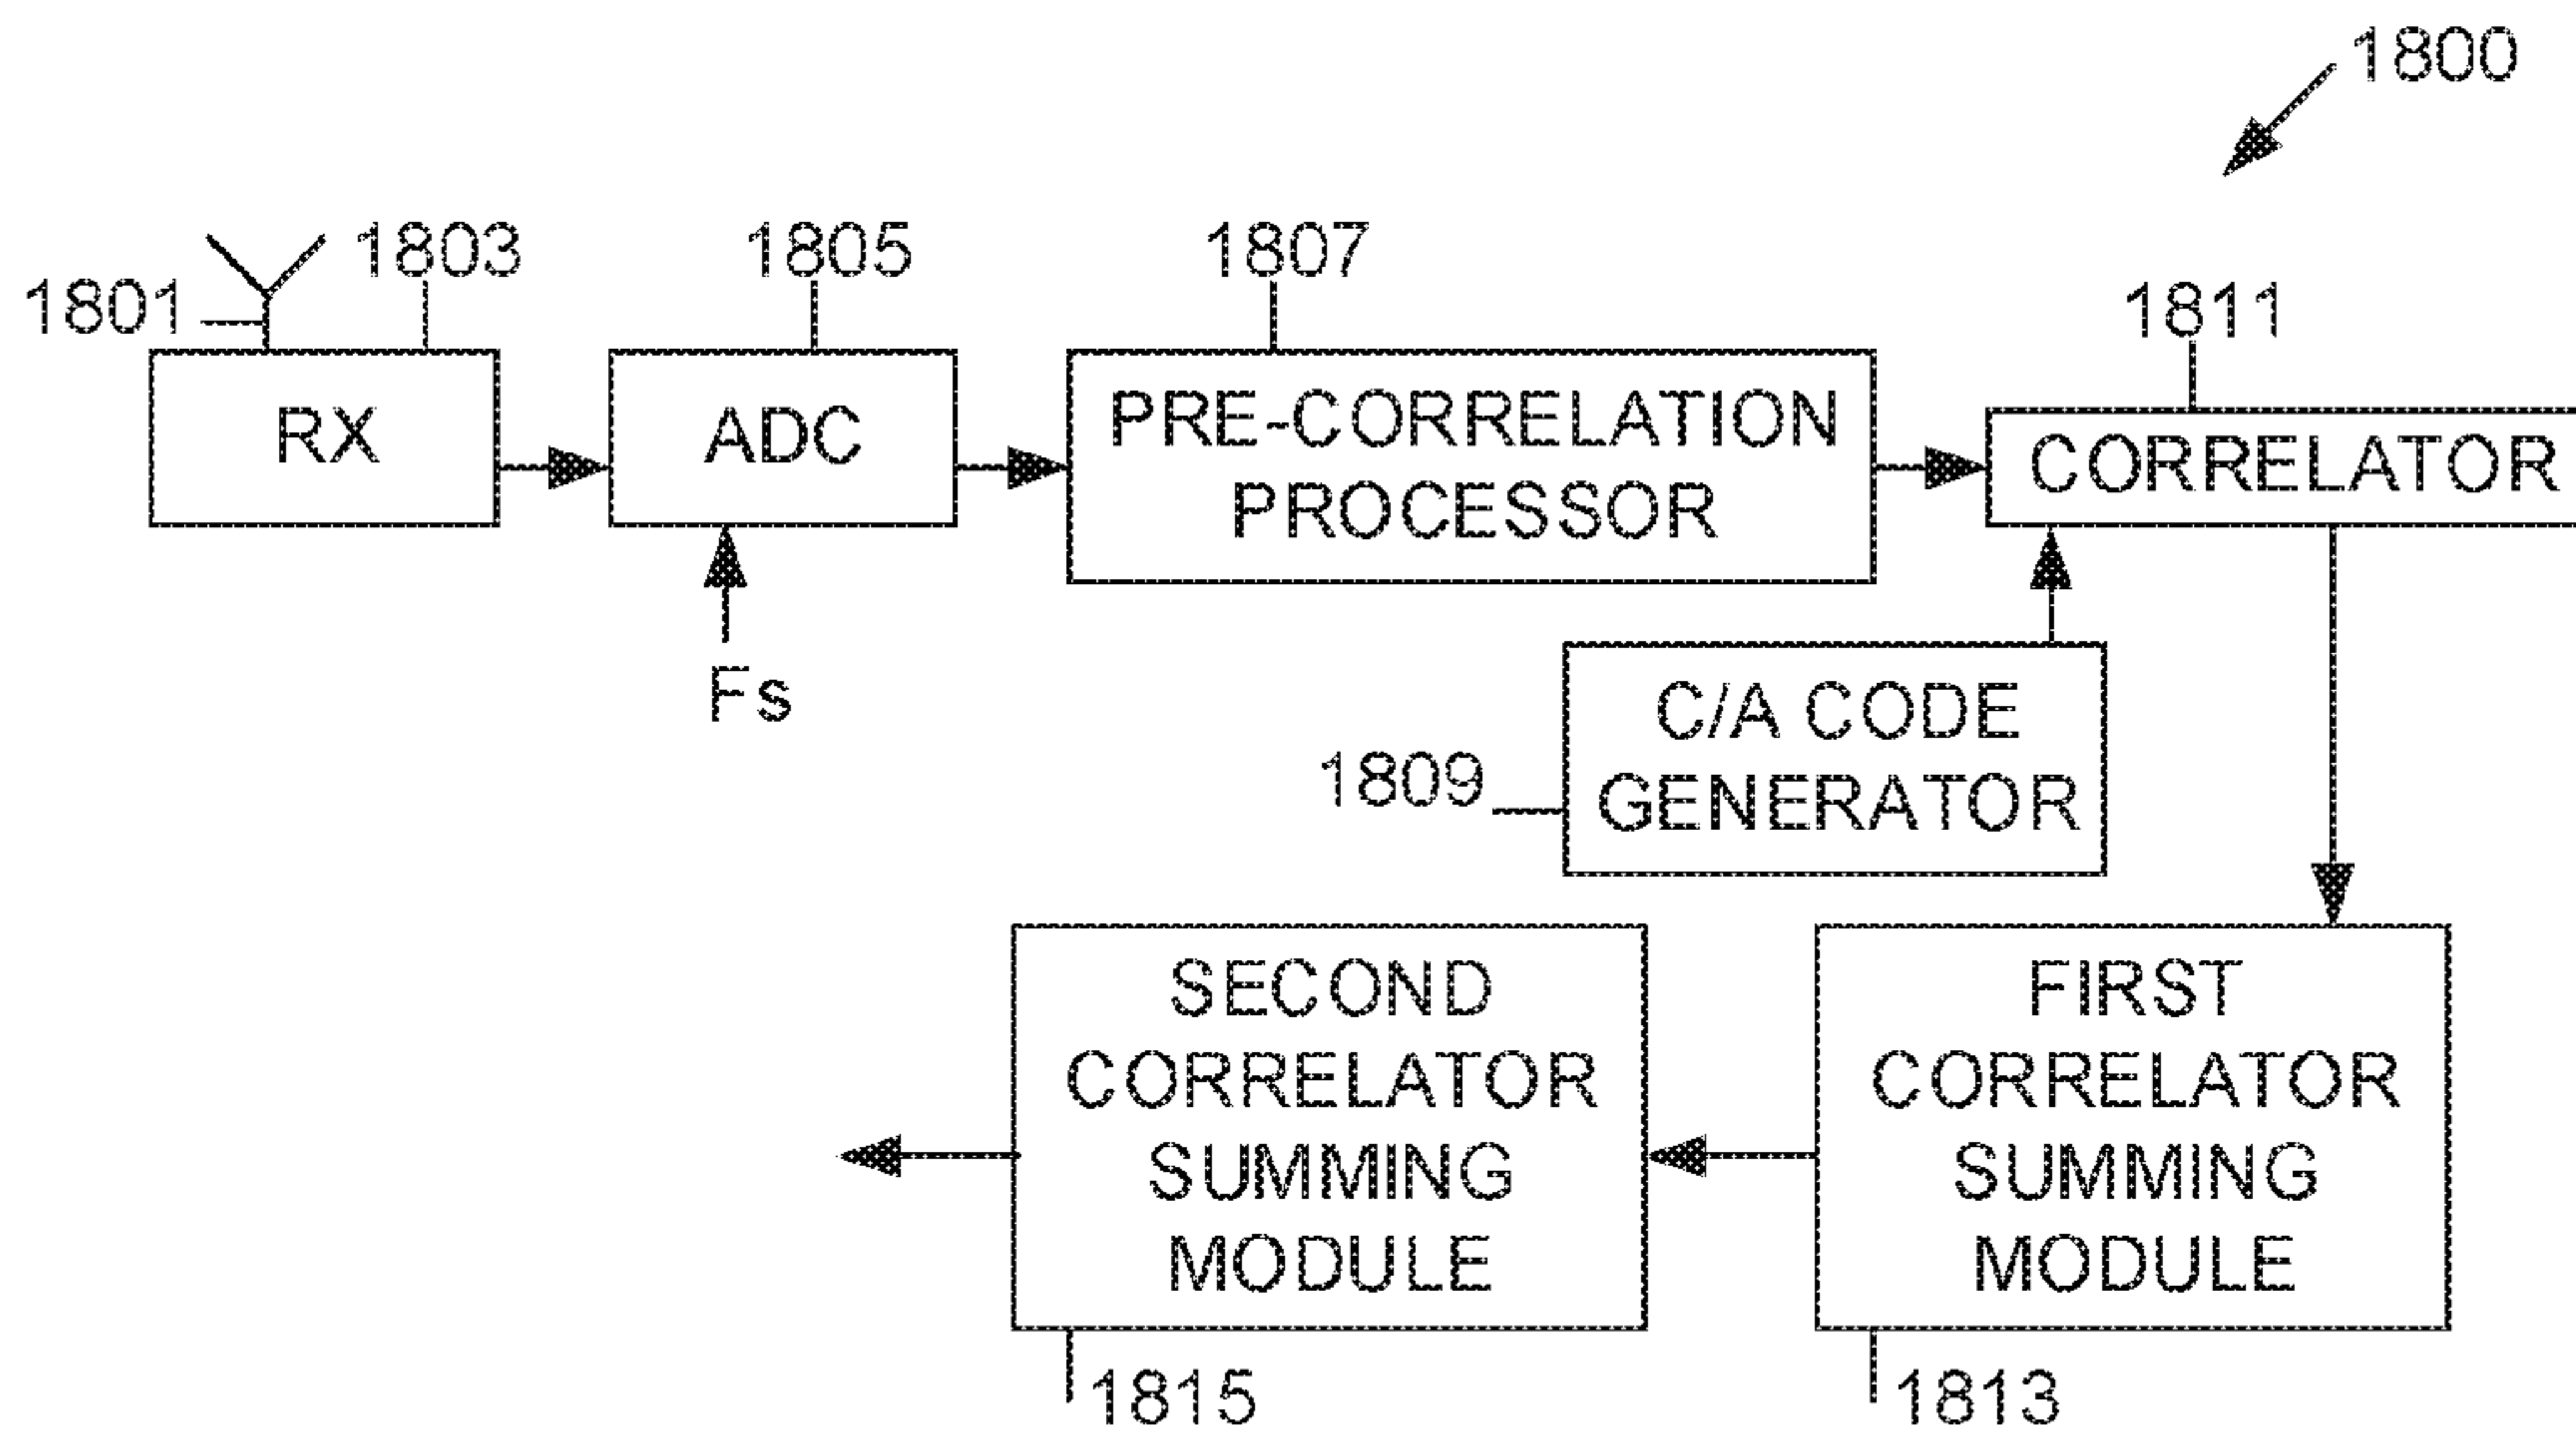 1800
1801
1803
1805
1807
1811
RX
ADC
PRE-CORRELATION
PROCESSOR
CORRELATOR
Fs
C/A CODE
GENERATOR
1809
SECOND
CORRELATOR
SUMMING
MODULE
FIRST
CORRELATOR
SUMMING
MODULE
1815
1813